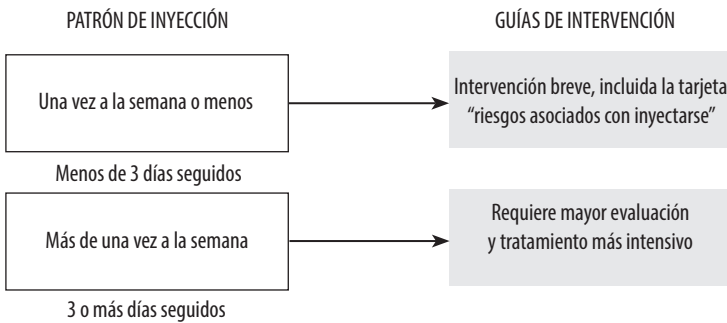 PATRÓN DE INYECCIÓN
GUÍAS DE INTERVENCIÓN
Una vez a la semana o menos
Intervención breve, incluida la tarjeta
“riesgos asociados con inyectarse”
Menos de 3 días seguidos
Más de una vez a la semana
Requiere mayor evaluación
y tratamiento más intensivo
3 o más días seguidos